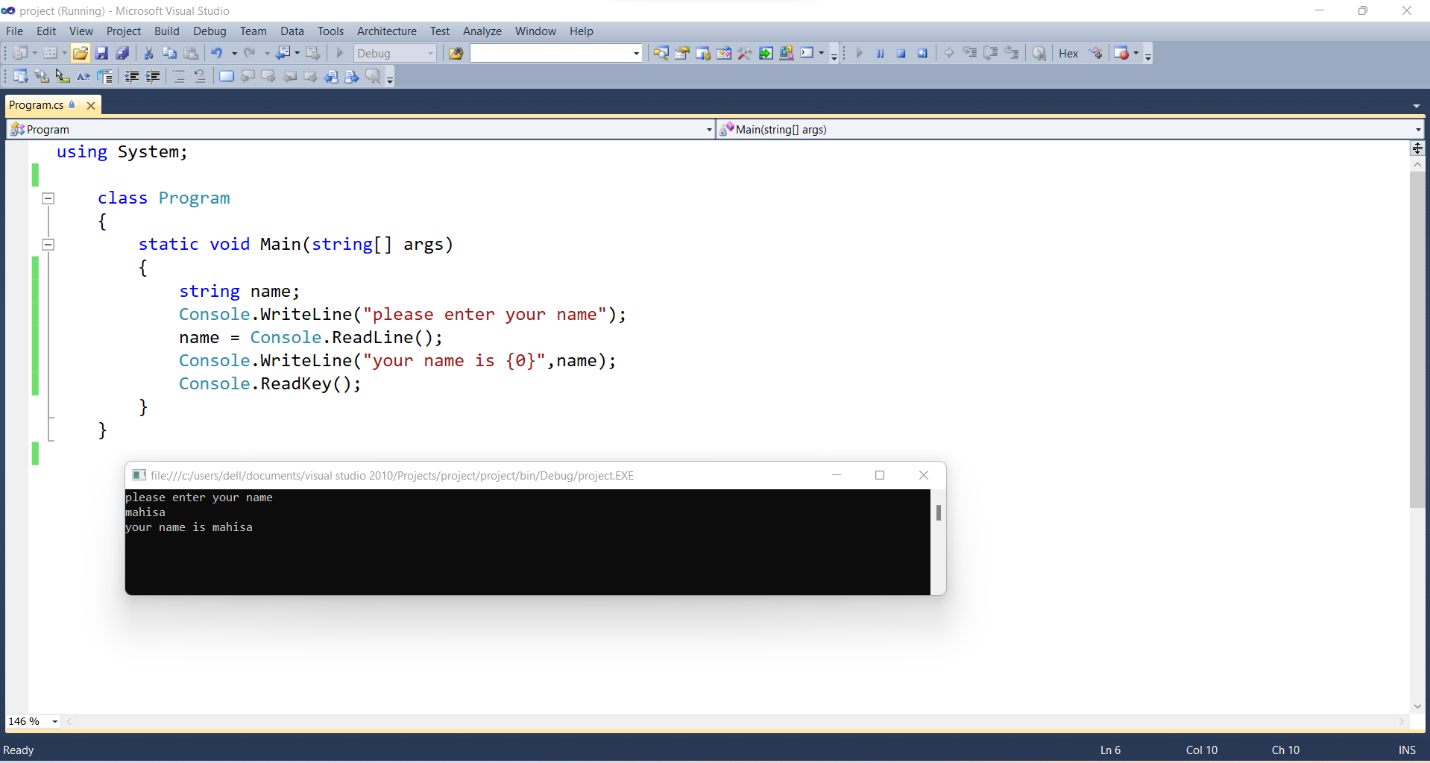 project (Running) - Microsoft Visual Studio
File Edit View Project Build Debug Team Data Tools Architecture Test Analyze Window Help
Debug
Hex
Program.cs
Program
Main(string[] args)
using System;
class Program
{
static void Main(string[] args)
{
string name;
Console.WriteLine("please enter your name");
name = Console.ReadLine();
Console.WriteLine("your name is {0}",name);
Console.ReadKey();
}
}
file:///c:/users/dell/documents/visual studio 2010/Projects/project/project/bin/Debug/project.EXE
please enter your name
mahisa
your name is mahisa
146 %
Ready Ln 6 Col 10 Ch 10 INS